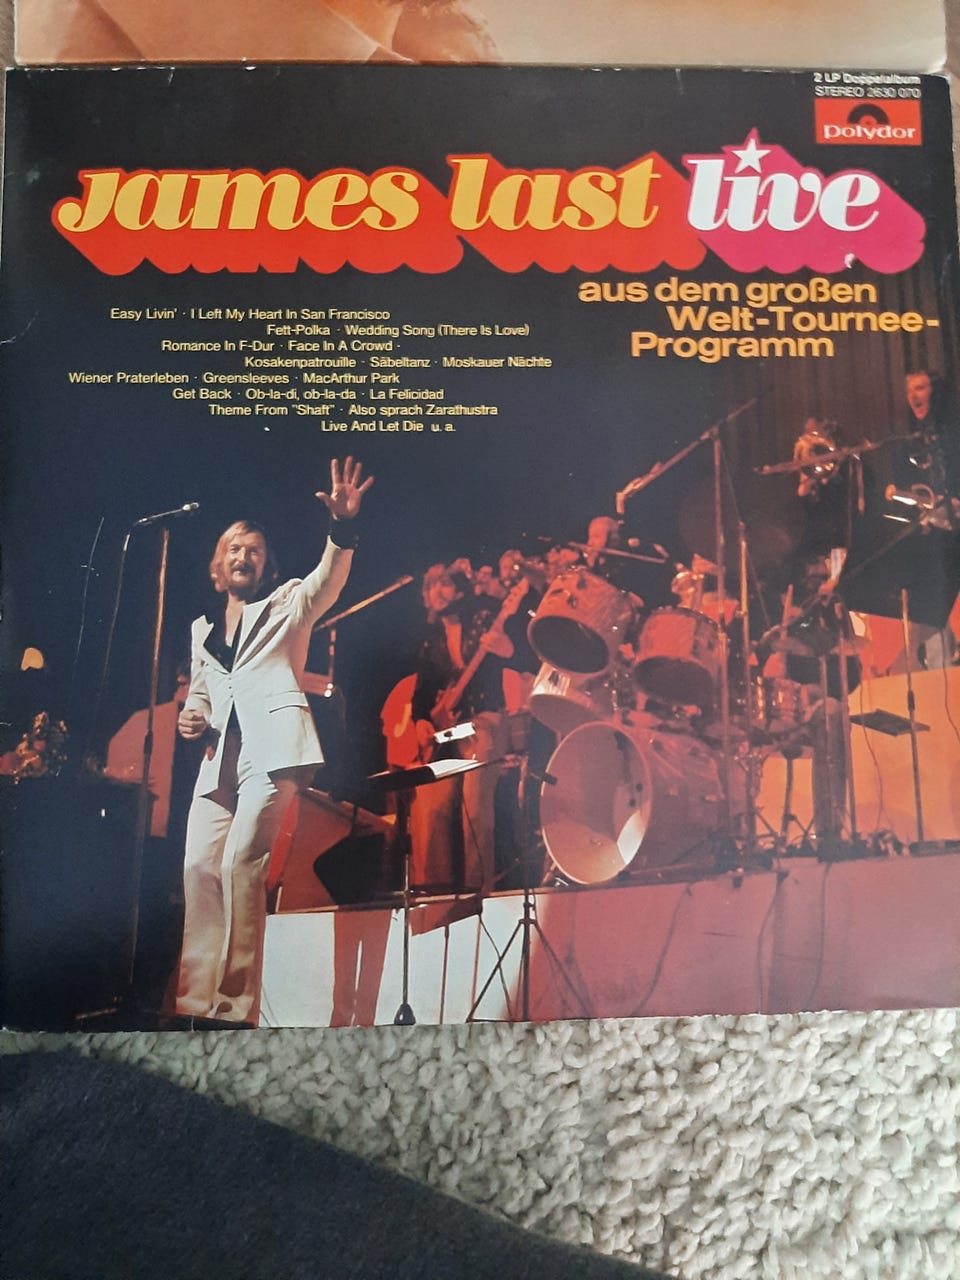 2 LP Doppelalbum
STEREO 2630 070
polydor
james last live
aus dem großen
Welt-Tournee-
Programm
Easy Livin' · I Left My Heart In San Francisco
Fett-Polka · Wedding Song (There Is Love)
Romance In F-Dur · Face In A Crowd ·
Kosakenpatrouille · Säbeltanz · Moskauer Nächte
Wiener Praterleben · Greensleeves · MacArthur Park
Get Back · Ob-la-di, ob-la-da · La Felicidad
Theme From "Shaft" · Also sprach Zarathustra
Live And Let Die u. a.